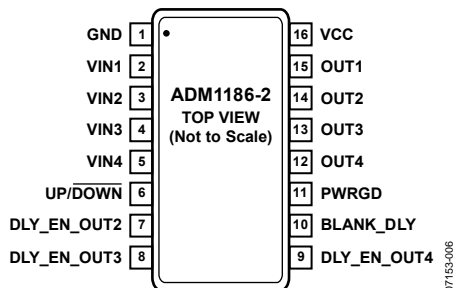 GND 1 16 VCC
VIN1 2 15 OUT1
VIN2 3 14 OUT2
VIN3 4 13 OUT3
VIN4 5 12 OUT4
UP/DOWN 6 11 PWRGD
DLY_EN_OUT2 7 10 BLANK_DLY
DLY_EN_OUT3 8 9 DLY_EN_OUT4
ADM1186-2
TOP VIEW
(Not to Scale)
07153-006